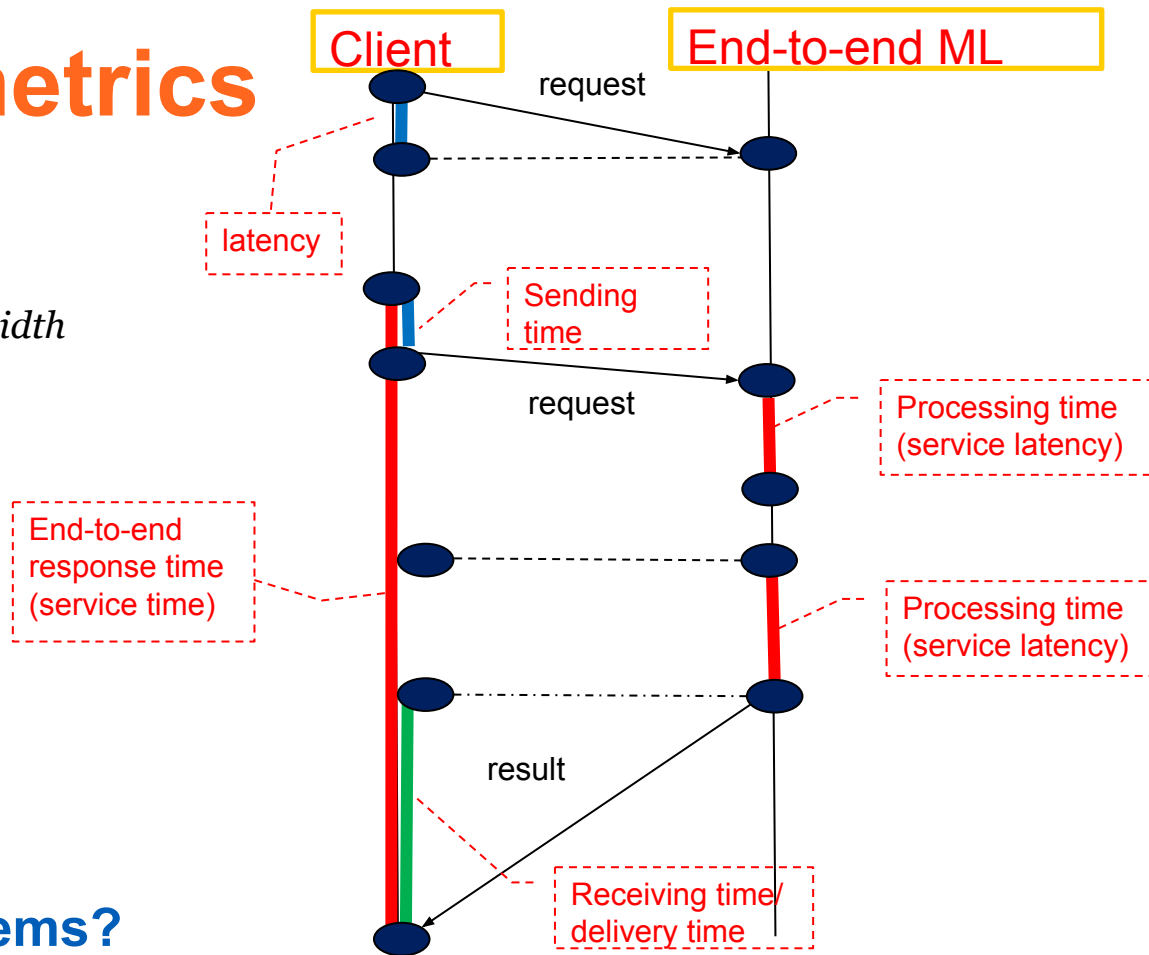 Client
End-to-end ML
etrics
request
latency
Sending
time
idth
request
Processing time
(service latency)
End-to-end
response time
(service time)
Processing time
(service latency)
result
Receiving time/
delivery time
ems?